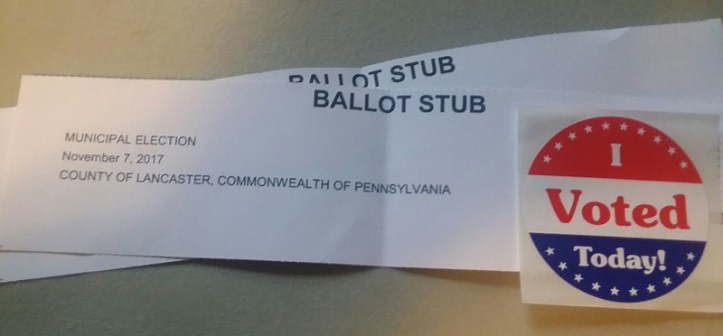 BALLOT STUB
BALLOT STUB
MUNICIPAL ELECTION
November 7, 2017
COUNTY OF LANCASTER, COMMONWEALTH OF PENNSYLVANIA
I
Voted
Today!